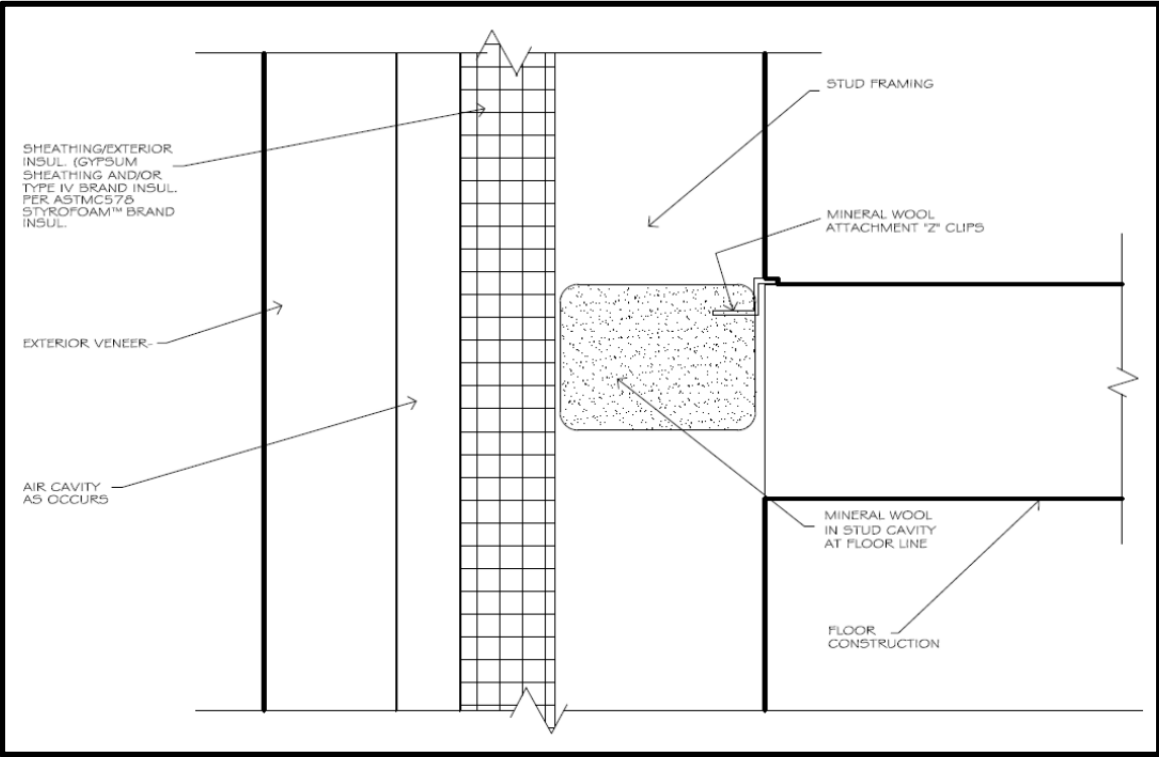 STUD FRAMING
SHEATHING/EXTERIOR
INSUL. (GYPSUM
SHEATHING AND/OR
TYPE IV BRAND INSUL.
PER ASTMC578
STYROFOAM™ BRAND
INSUL.
MINERAL WOOL
ATTACHMENT "Z" CLIPS
EXTERIOR VENEER-
AIR CAVITY
AS OCCURS
MINERAL WOOL
IN STUD CAVITY
AT FLOOR LINE
FLOOR
CONSTRUCTION